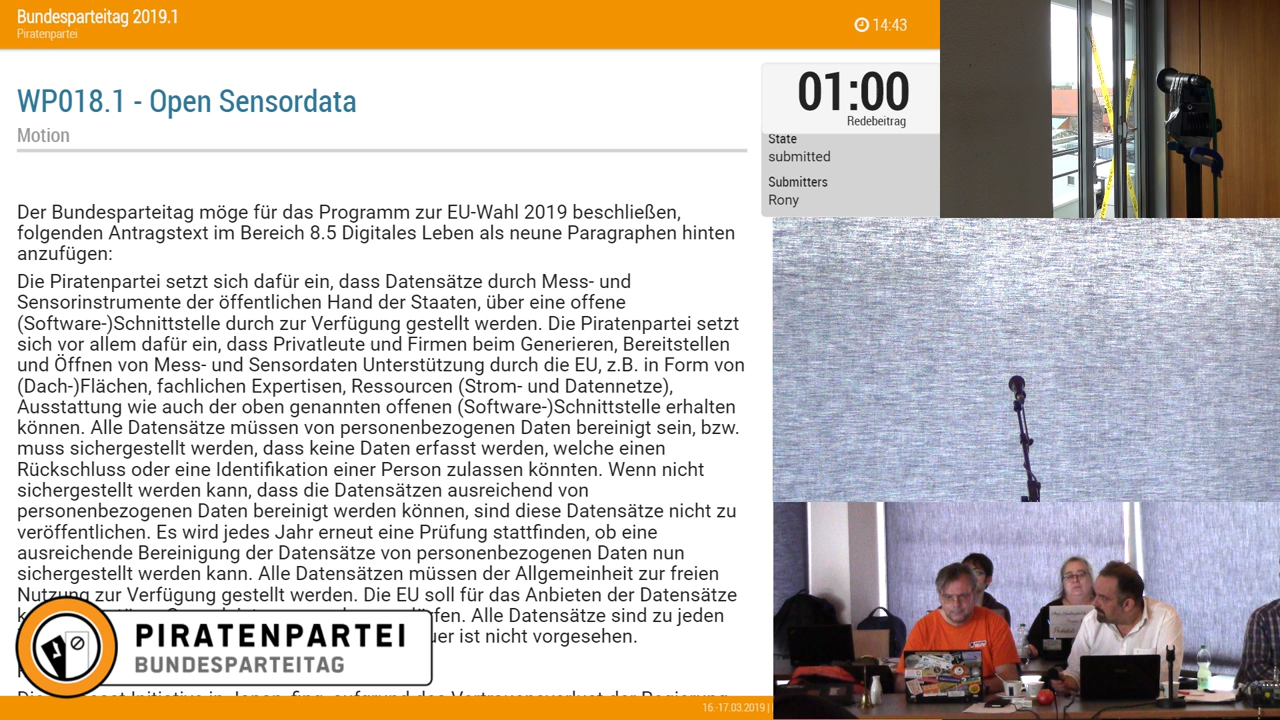 Bundesparteitag 2019.1
Piratenpartei
14:43
WP018.1 - Open Sensordata
Motion
01:00
Redebeitrag
State
submitted
Submitters
Rony
Der Bundesparteitag möge für das Programm zur EU-Wahl 2019 beschließen,
folgenden Antragstext im Bereich 8.5 Digitales Leben als neune Paragraphen hinten
anzufügen:
Die Piratenpartei setzt sich dafür ein, dass Datensätze durch Mess- und
Sensorinstrumente der öffentlichen Hand der Staaten, über eine offene
(Software-)Schnittstelle durch zur Verfügung gestellt werden. Die Piratenpartei setzt
sich vor allem dafür ein, dass Privatleute und Firmen beim Generieren, Bereitstellen
und Öffnen von Mess- und Sensordaten Unterstützung durch die EU, z.B. in Form von
(Dach-)Flächen, fachlichen Expertisen, Ressourcen (Strom- und Datennetze),
Ausstattung wie auch der oben genannten offenen (Software-)Schnittstelle erhalten
können. Alle Datensätze müssen von personenbezogenen Daten bereinigt sein, bzw.
muss sichergestellt werden, dass keine Daten erfasst werden, welche einen
Rückschluss oder eine Identifikation einer Person zulassen könnten. Wenn nicht
sichergestellt werden kann, dass die Datensätzen ausreichend von
personenbezogenen Daten bereinigt werden können, sind diese Datensätze nicht zu
veröffentlichen. Es wird jedes Jahr erneut eine Prüfung stattfinden, ob eine
ausreichende Bereinigung der Datensätze von personenbezogenen Daten nun
sichergestellt werden kann. Alle Datensätzen müssen der Allgemeinheit zur freien
Nutzung zur Verfügung gestellt werden. Die EU soll für das Anbieten der Datensätze
Alle Datensätze sind zu jeden
ist nicht vorgesehen.
PIRATENPARTEI
BUNDESPARTEITAG
16.-17.03.2019 |